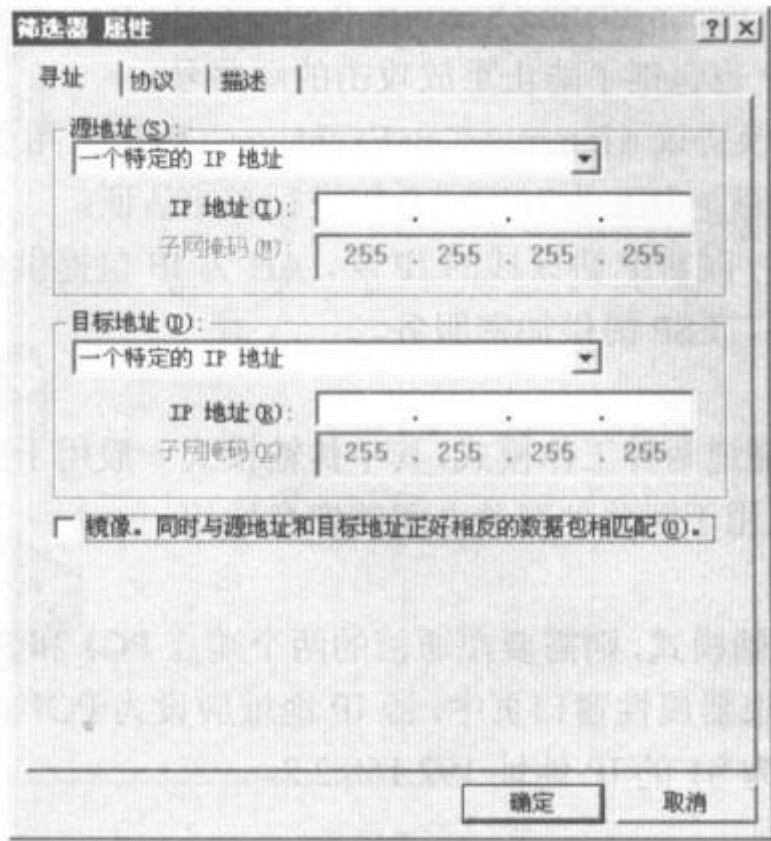 筛选器 属性
寻址 协议 描述
源地址(S):
一个特定的 IP 地址
IP 地址(I): . . .
子网掩码(M): 255 . 255 . 255 . 255
目标地址(D):
一个特定的 IP 地址
IP 地址(R): . . .
子网掩码 255 . 255 . 255 . 255
镜像。同时与源地址和目标地址正好相反的数据包相匹配(O)。
确定 取消